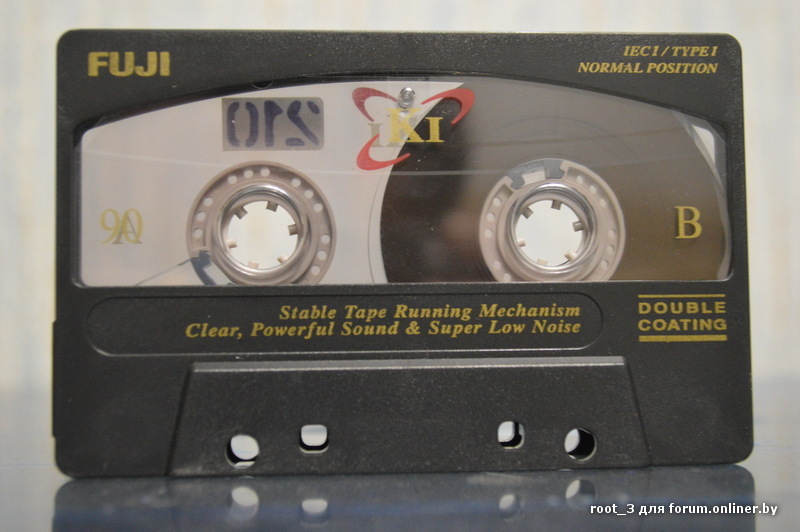 FUJI
IEC I / TYPE I
NORMAL POSITION
210
IKI
90
A
B
Stable Tape Running Mechanism
Clear, Powerful Sound & Super Low Noise
DOUBLE
COATING
root_3 для forum.onliner.by